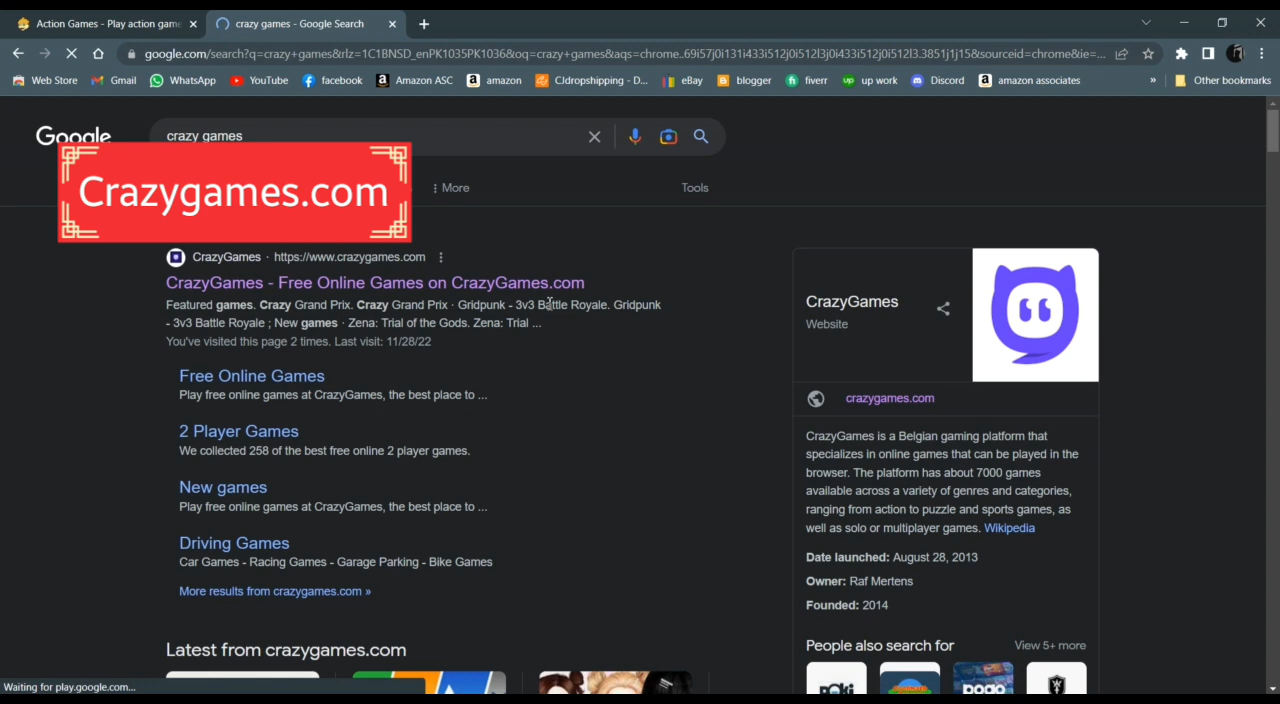 Action Games - Play action game
crazy games - Google Search
google.com/search?q=crazy+games&rlz=1C1BNSD_enPK1035PK1036&oq=crazy+games&aqs=chrome..69i57j0i131i433i512j0i512l3j0i433i512j0i512l3.3851j1j15&sourceid=chrome&ie=...
Web Store Gmail WhatsApp YouTube facebook Amazon ASC amazon CJdropshipping - D... eBay blogger fiverr up work Discord amazon associates » Other bookmarks
Google
crazy games
Crazygames.com
More
Tools
CrazyGames · https://www.crazygames.com
CrazyGames - Free Online Games on CrazyGames.com
Featured games. Crazy Grand Prix. Crazy Grand Prix · Gridpunk - 3v3 Battle Royale. Gridpunk
- 3v3 Battle Royale ; New games · Zena: Trial of the Gods. Zena: Trial ...
You've visited this page 2 times. Last visit: 11/28/22
Free Online Games
Play free online games at CrazyGames, the best place to ...
2 Player Games
We collected 258 of the best free online 2 player games.
New games
Play free online games at CrazyGames, the best place to ...
Driving Games
Car Games - Racing Games - Garage Parking - Bike Games
More results from crazygames.com »
Latest from crazygames.com
CrazyGames
Website
crazygames.com
CrazyGames is a Belgian gaming platform that
specializes in online games that can be played in the
browser. The platform has about 7000 games
available across a variety of genres and categories,
ranging from action to puzzle and sports games, as
well as solo or multiplayer games. Wikipedia
Date launched: August 28, 2013
Owner: Raf Mertens
Founded: 2014
People also search for
View 5+ more
pogo
Waiting for play.google.com...